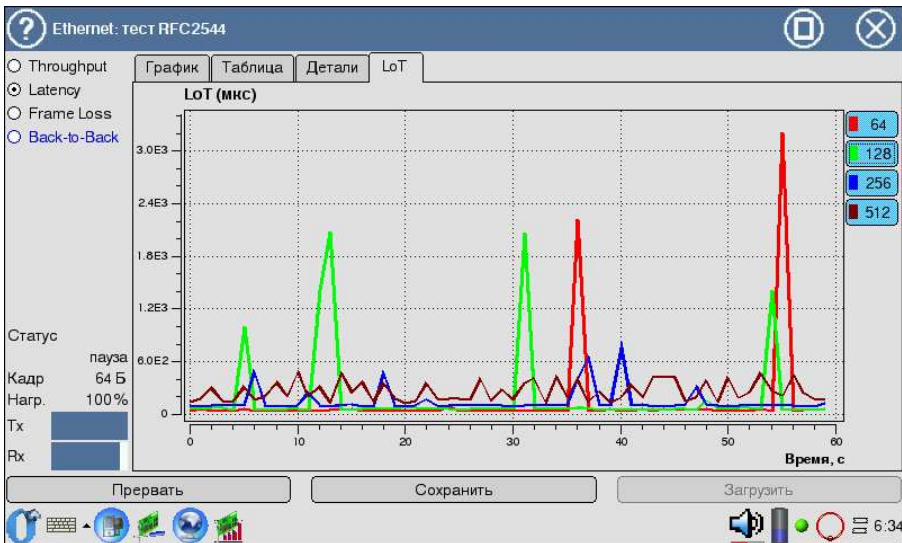 Ethernet: тест RFC2544
Throughput
Latency
Frame Loss
Back-to-Back
График Таблица Детали LoT
LoT (мкс)
3.0E3
2.4E3
1.8E3
1.2E3
6.0E2
0
0 10 20 30 40 50 60
Время, с
64
128
256
512
Статус
пауза
Кадр 64 Б
Нагр. 100%
Tx
Rx
Прервать Сохранить Загрузить
6:34